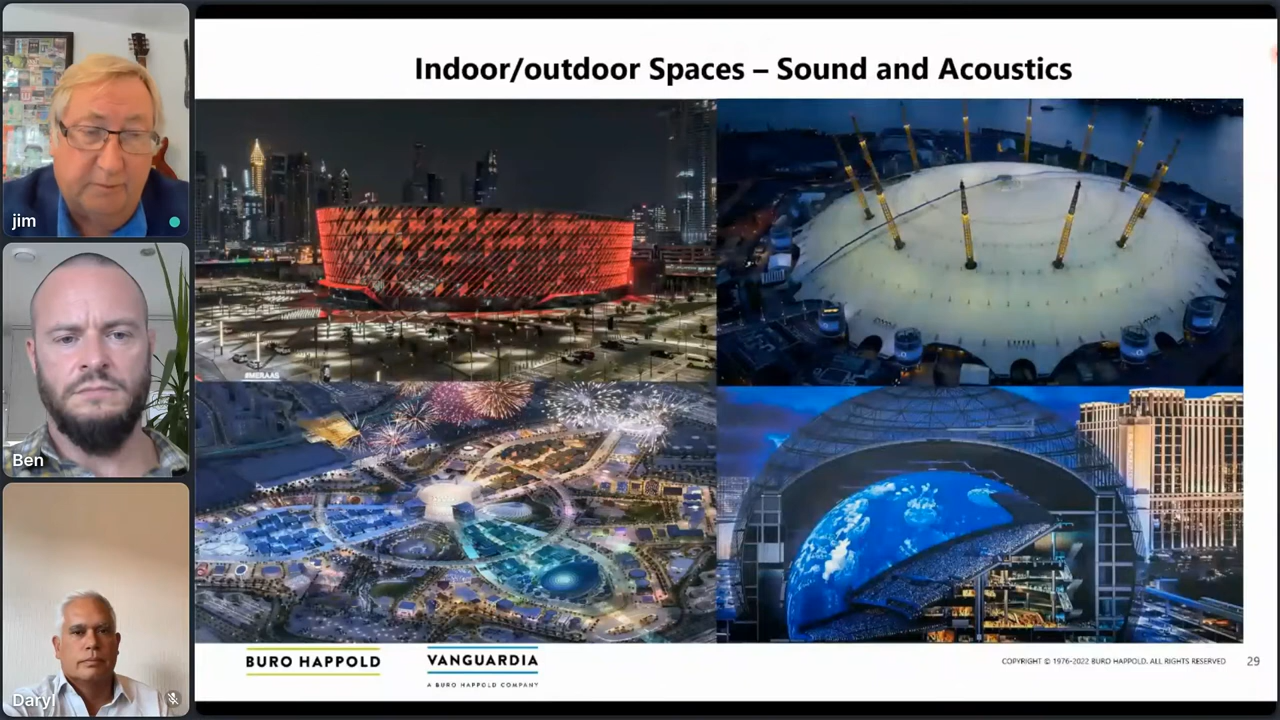 jim
Ben
Daryl
Indoor/outdoor Spaces – Sound and Acoustics
#MERAAS
BURO HAPPOLD
VANGUARDIA
A BURO HAPPOLD COMPANY
COPYRIGHT © 1976-2022 BURO HAPPOLD. ALL RIGHTS RESERVED
29